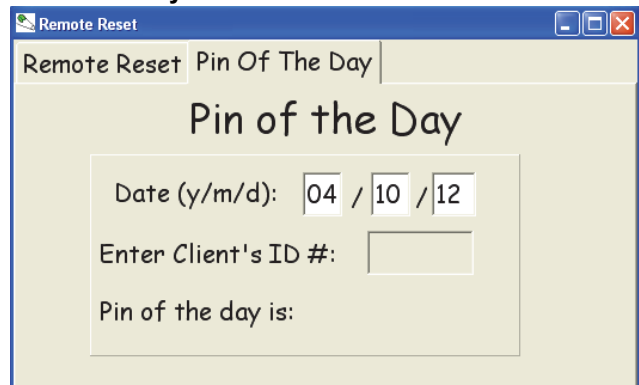 Remote Reset
Remote Reset Pin Of The Day
Pin of the Day
Date (y/m/d): 04 / 10 / 12
Enter Client's ID #:
Pin of the day is: